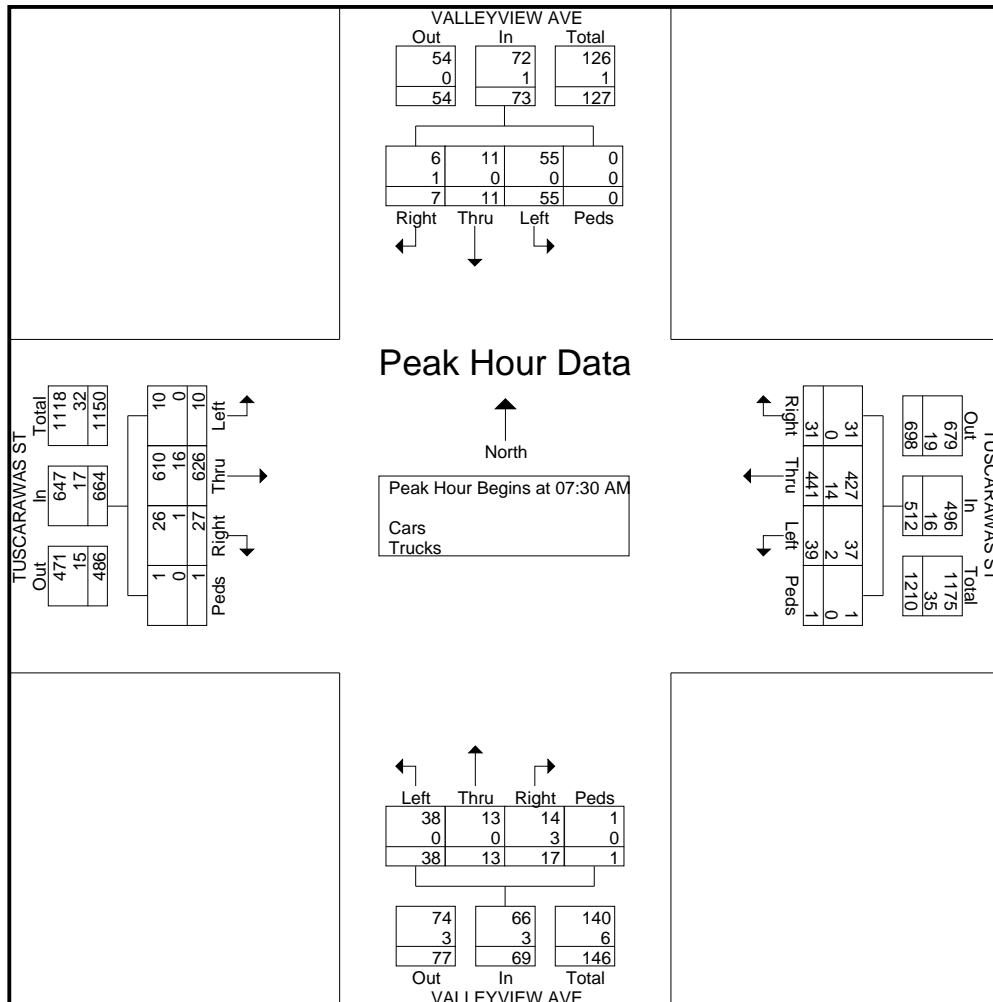 VALLEYVIEW AVE
Out In Total
54 72 126
0 1 1
54 73 127
6 11 55 0
1 0 0 0
7 11 55 0
Right Thru Left Peds
Peak Hour Data
North
Peak Hour Begins at 07:30 AM
Cars
Trucks
TUSCARAWAS ST
Out In Total
471 647 1118
15 17 32
486 664 1150
1 26 610 10
0 1 16 0
1 27 626 10
Peds Right Thru Left
TUSCARAWAS ST
Out In Total
679 496 1175
19 16 35
698 512 1210
31 427 37 1
0 14 2 0
31 441 39 1
Right Thru Left Peds
Left Thru Right Peds
38 13 14 1
0 0 3 0
38 13 17 1
74 66 140
3 3 6
77 69 146
Out In Total
VALLEYVIEW AVE